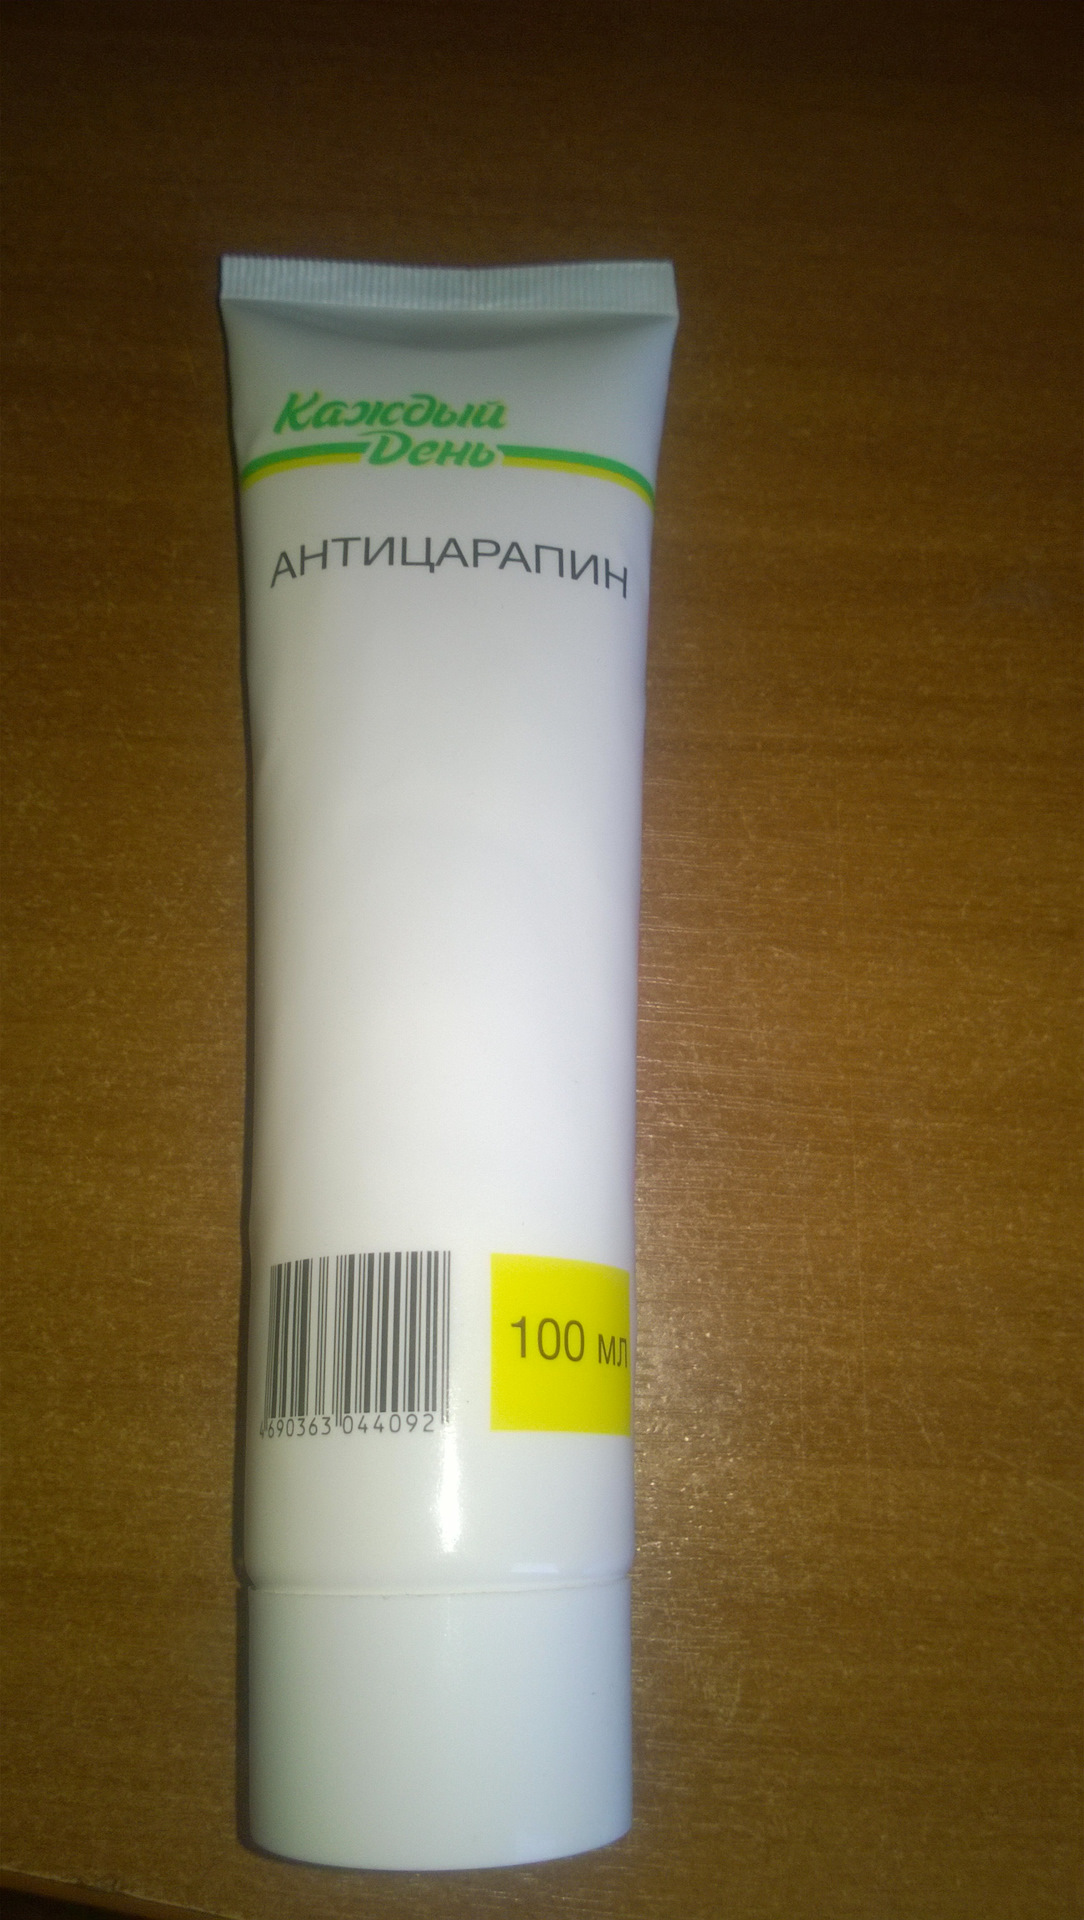 Каждый
День
АНТИЦАРАПИН
100 мл
4690363 044092